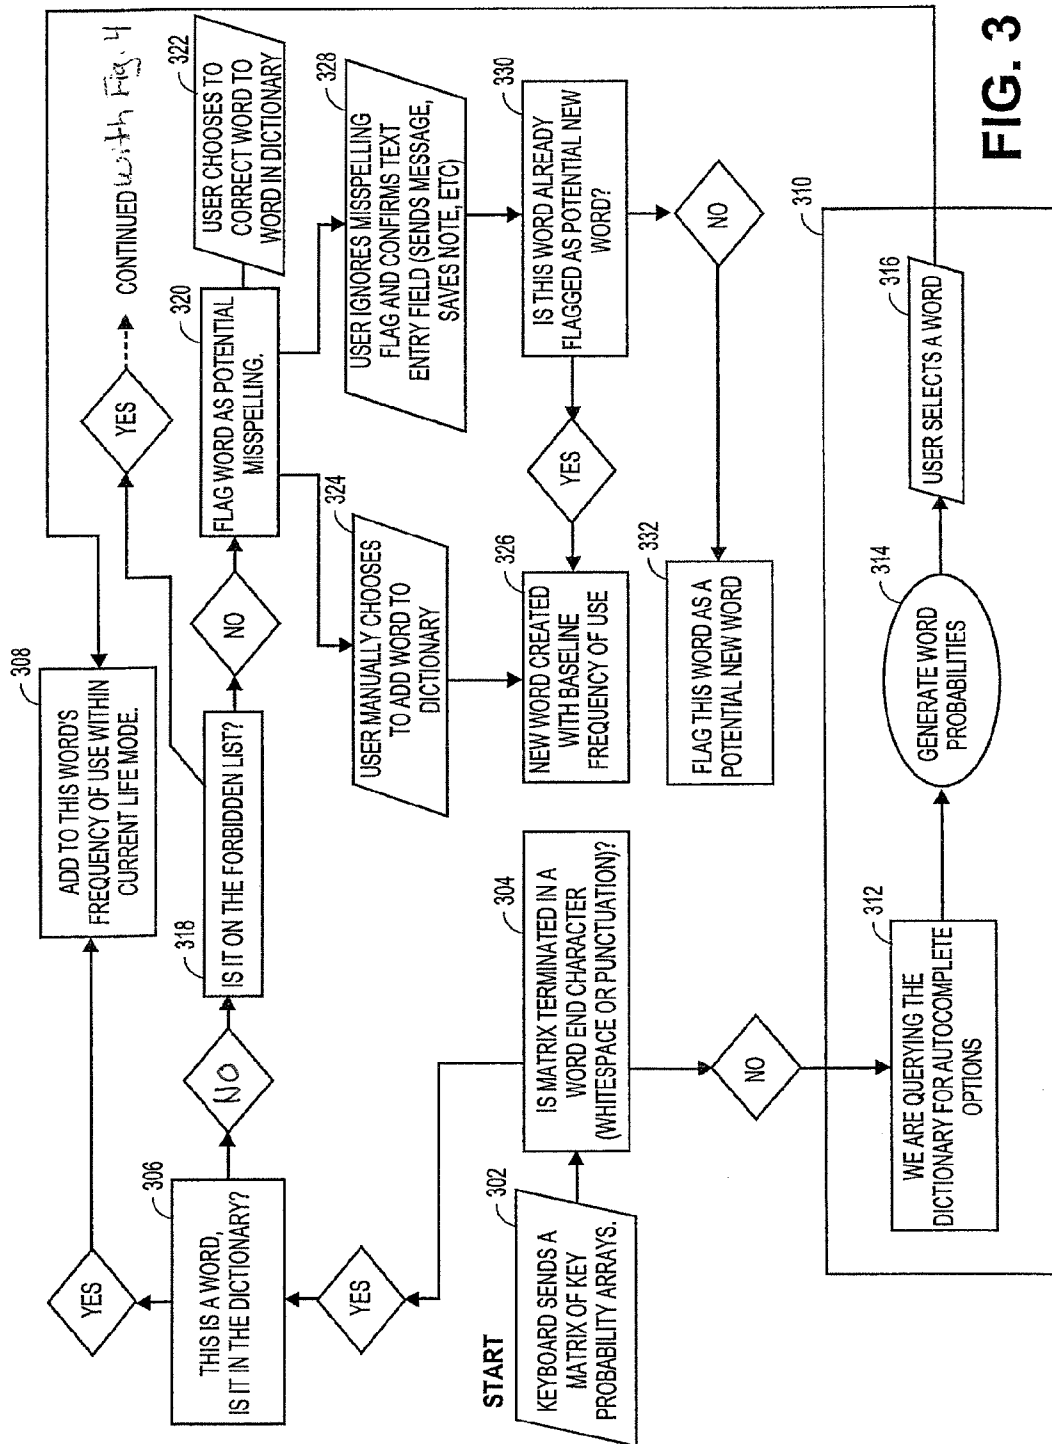 START
302
KEYBOARD SENDS A
MATRIX OF KEY
PROBABILITY ARRAYS.
304
IS MATRIX TERMINATED IN A
WORD END CHARACTER
(WHITESPACE OR PUNCTUATION)?
YES
306
THIS IS A WORD,
IS IT IN THE DICTIONARY?
YES
308
ADD TO THIS WORD'S
FREQUENCY OF USE WITHIN
CURRENT LIFE MODE.
NO
318
IS IT ON THE FORBIDDEN LIST?
YES
CONTINUED with Fig. 4
NO
320
FLAG WORD AS POTENTIAL
MISSPELLING.
322
USER CHOOSES TO
CORRECT WORD TO
WORD IN DICTIONARY
324
USER MANUALLY CHOOSES
TO ADD WORD TO
DICTIONARY
326
NEW WORD CREATED
WITH BASELINE
FREQUENCY OF USE
328
USER IGNORES MISSPELLING
FLAG AND CONFIRMS TEXT
ENTRY FIELD (SENDS MESSAGE,
SAVES NOTE, ETC)
330
IS THIS WORD ALREADY
FLAGGED AS POTENTIAL NEW
WORD?
YES
NO
332
FLAG THIS WORD AS A
POTENTIAL NEW WORD
NO
310
312
WE ARE QUERYING THE
DICTIONARY FOR AUTOCOMPLETE
OPTIONS
314
GENERATE WORD
PROBABILITIES
316
USER SELECTS A WORD
FIG. 3